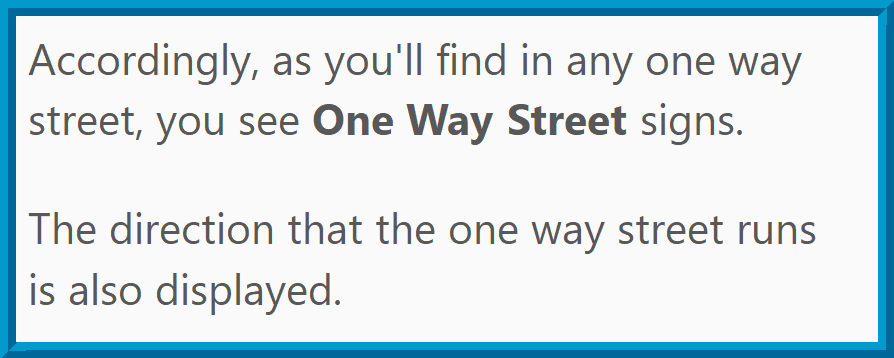 Accordingly, as you'll find in any one way
street, you see One Way Street signs.
The direction that the one way street runs
is also displayed.